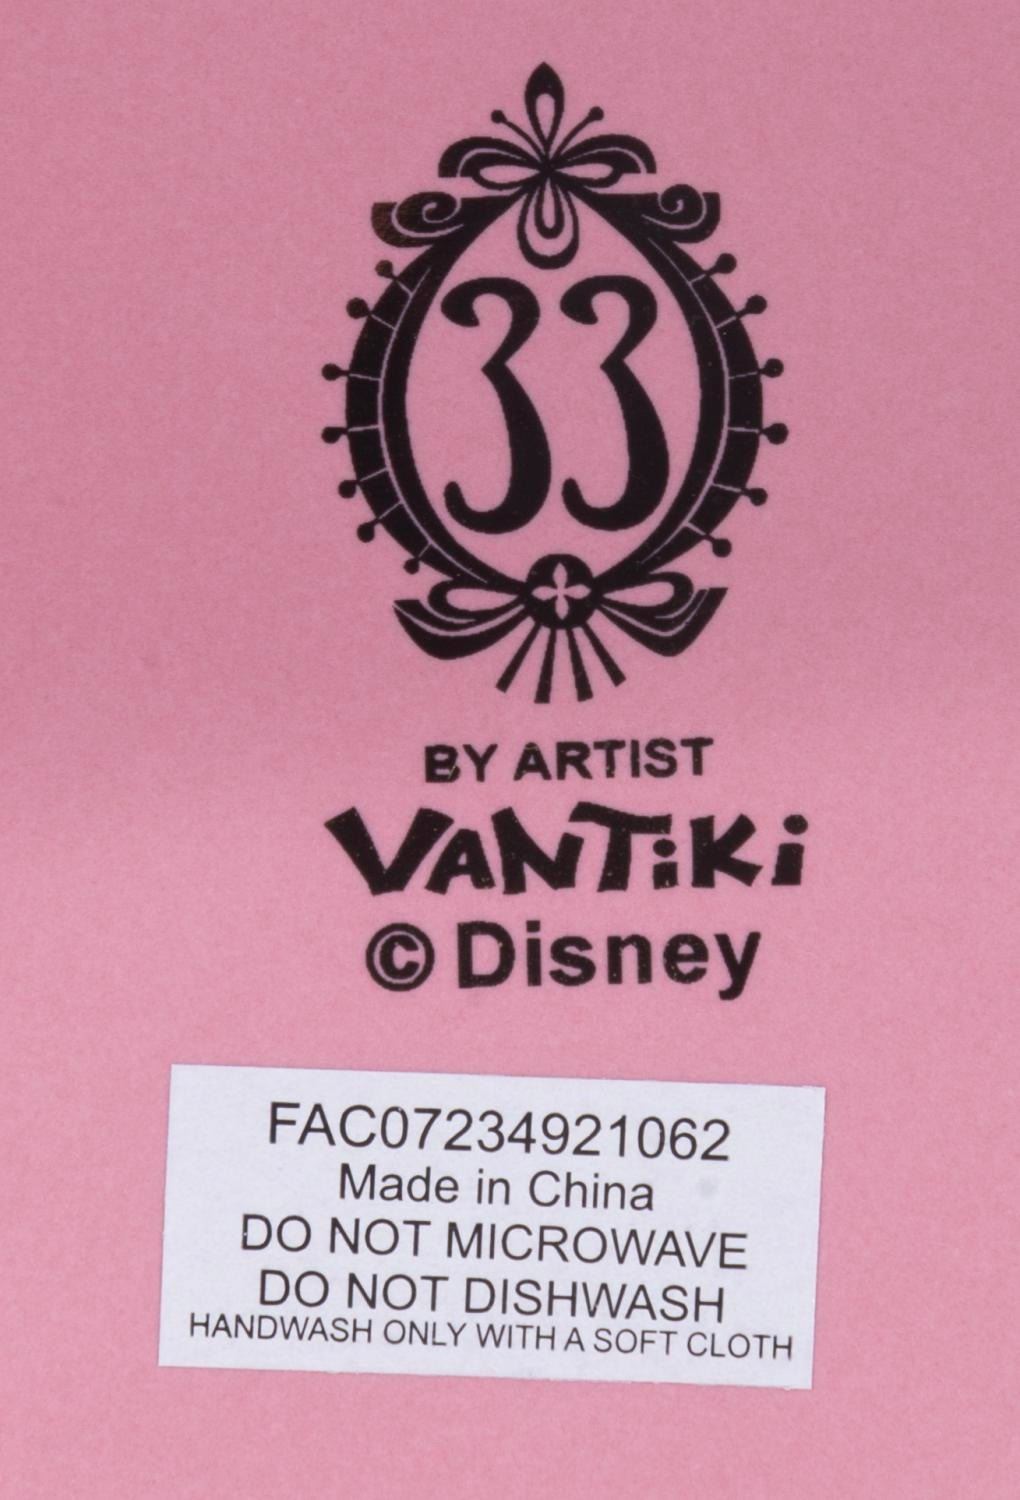 33
BY ARTIST
VANTiKi
©Disney
FAC07234921062
Made in China
DO NOT MICROWAVE
DO NOT DISHWASH
HANDWASH ONLY WITH A SOFT CLOTH